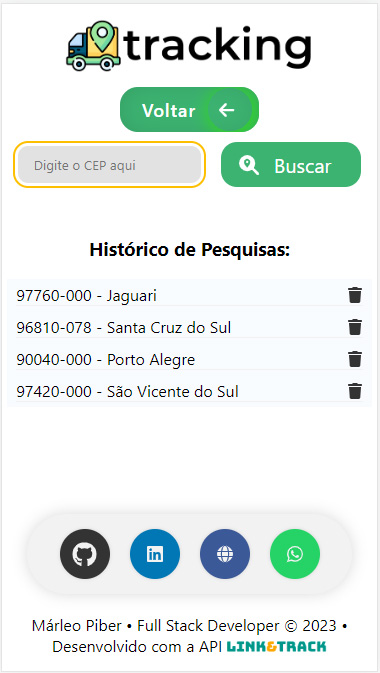 tracking
Voltar
Digite o CEP aqui
Buscar
Histórico de Pesquisas:
97760-000 - Jaguari
96810-078 - Santa Cruz do Sul
90040-000 - Porto Alegre
97420-000 - São Vicente do Sul
Márleo Piber • Full Stack Developer © 2023 •
Desenvolvido com a API LINK&TRACK